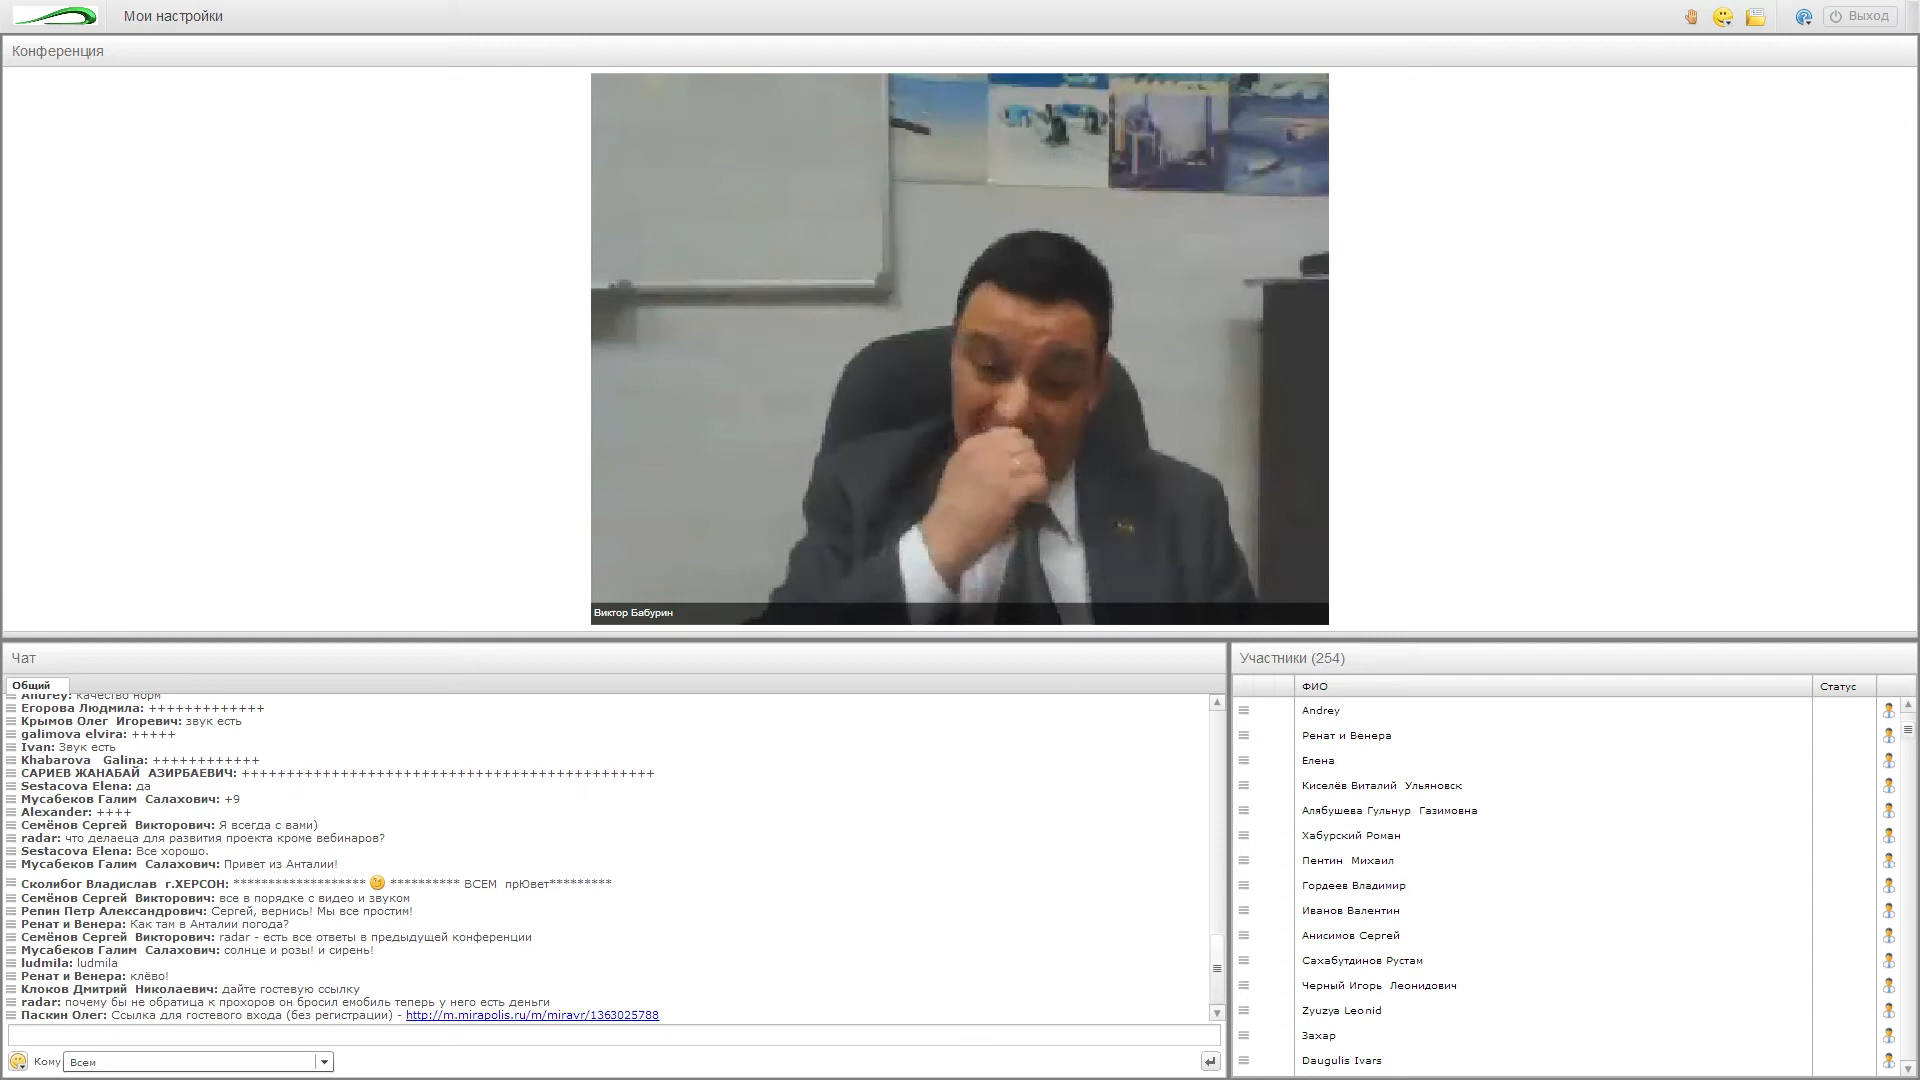 Мои настройки
Выход
Конференция
Виктор Бабурин
Чат
Общий
Andrey: качество норм
Егорова Людмила: +++++++++++++
Крымов Олег Игоревич: звук есть
galimova elvira: +++++
Ivan: Звук есть
Khabarova Galina: ++++++++++++
САРИЕВ ЖАНАБАЙ АЗИРБАЕВИЧ: ++++++++++++++++++++++++++++++++++++++++++++++
Sestacova Elena: да
Мусабеков Галим Салахович: +9
Alexander: ++++
Семёнов Сергей Викторович: Я всегда с вами)
radar: что делаеца для развития проекта кроме вебинаров?
Sestacova Elena: Все хорошо.
Мусабеков Галим Салахович: Привет из Анталии!
Сколибог Владислав г.ХЕРСОН: ******************* ********** ВСЕМ прЮвет*********
Семёнов Сергей Викторович: все в порядке с видео и звуком
Репин Петр Александрович: Сергей, вернись! Мы все простим!
Ренат и Венера: Как там в Анталии погода?
Семёнов Сергей Викторович: radar - есть все ответы в предыдущей конференции
Мусабеков Галим Салахович: солнце и розы! и сирень!
ludmila: ludmila
Ренат и Венера: клёво!
Клоков Дмитрий Николаевич: дайте гостевую ссылку
radar: почему бы не обратица к прохоров он бросил емобиль теперь у него есть деньги
Паскин Олег: Ссылка для гостевого входа (без регистрации) - http://m.mirapolis.ru/m/miravr/1363025788
Кому Всем
Участники (254)
ФИО Статус
Andrey
Ренат и Венера
Елена
Киселёв Виталий Ульяновск
Алябушева Гульнур Газимовна
Хабурский Роман
Пентин Михаил
Гордеев Владимир
Иванов Валентин
Анисимов Сергей
Сахабутдинов Рустам
Черный Игорь Леонидович
Zyuzya Leonid
Захар
Daugulis Ivars